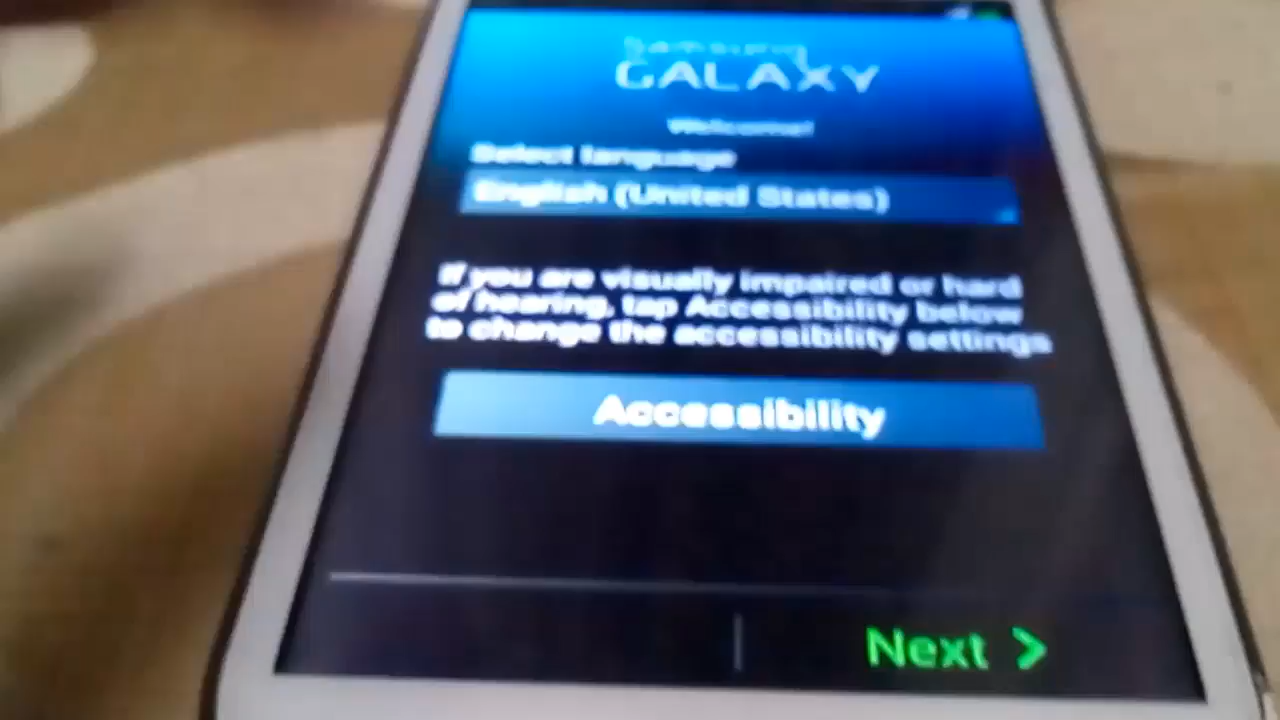 Samsung
GALAXY
Welcome!
Select language
English (United States)
If you are visually impaired or hard
of hearing, tap Accessibility below
to change the accessibility settings
Accessibility
Next